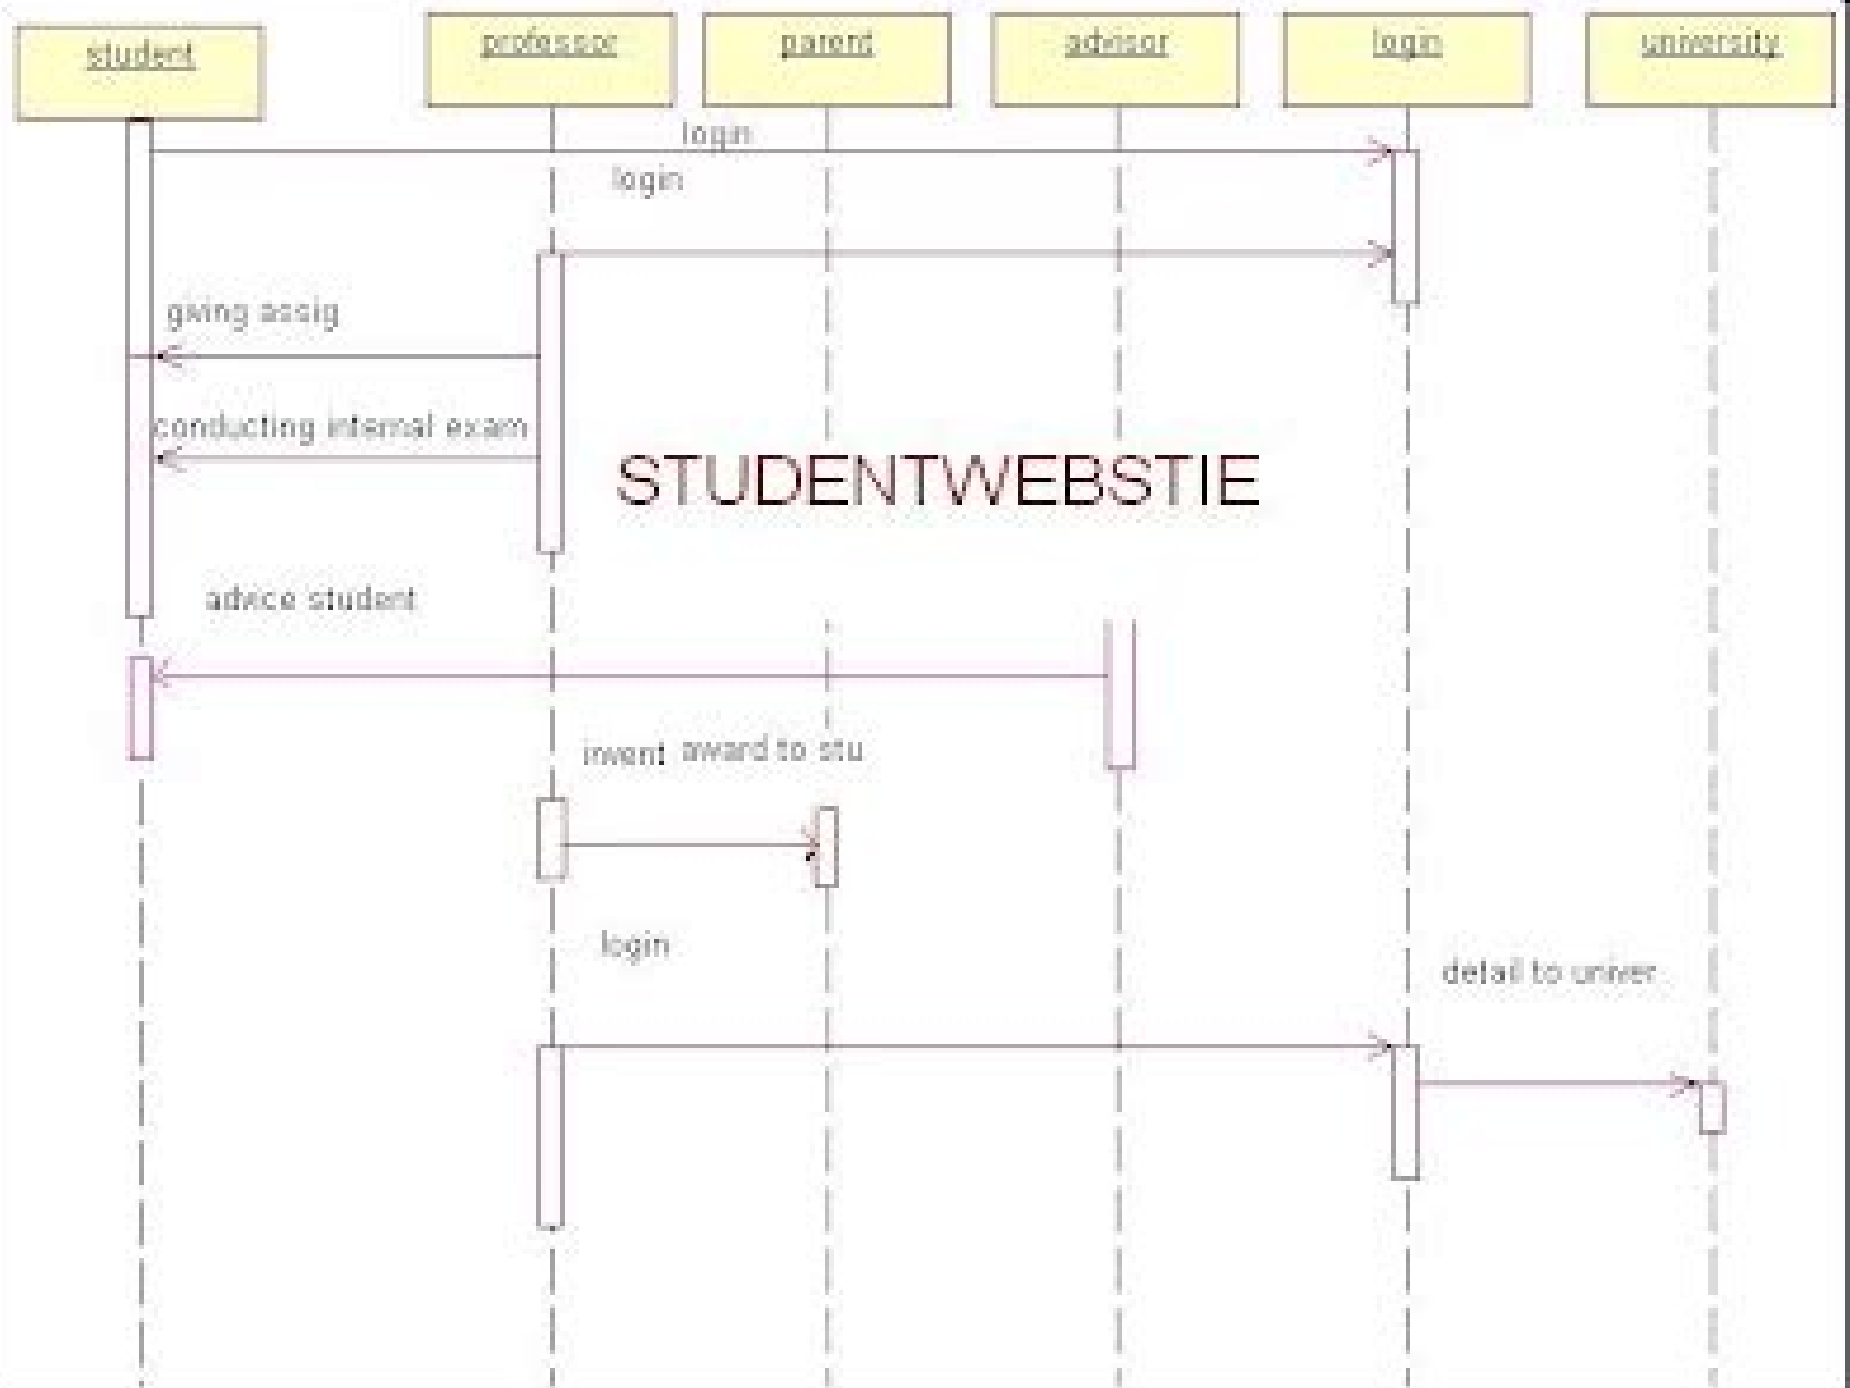 student
professor
parent
advisor
login
university
login
login
giving assig
conducting internal exam
STUDENTWEBSTIE
advice student
invent award to stu
login
detail to univer